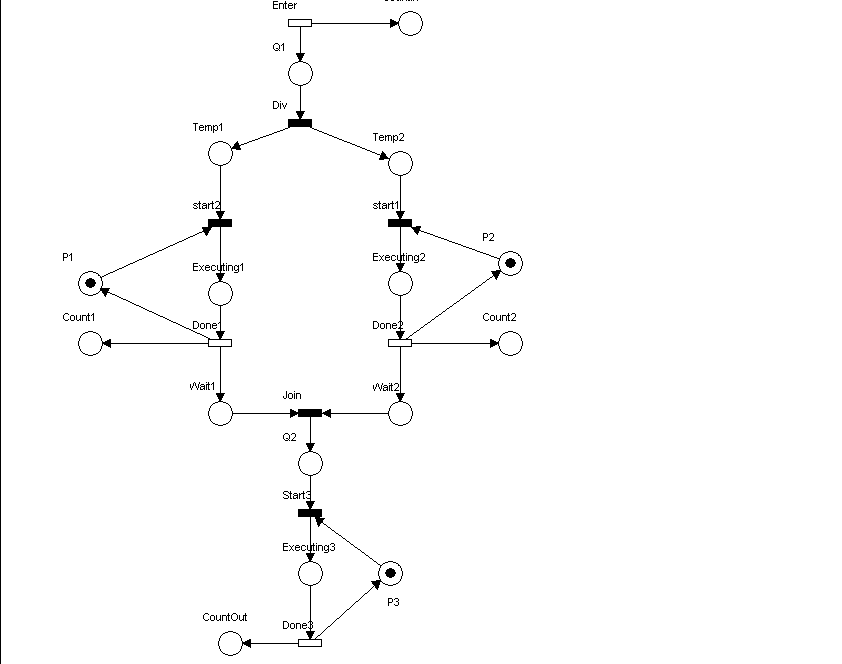 Enter
Q1
Div
Temp1
Temp2
start2
start1
P2
P1
Executing1
Executing2
Count1
Done1
Done2
Count2
Wait1
Wait2
Join
Q2
Start3
Executing3
P3
CountOut
Done3